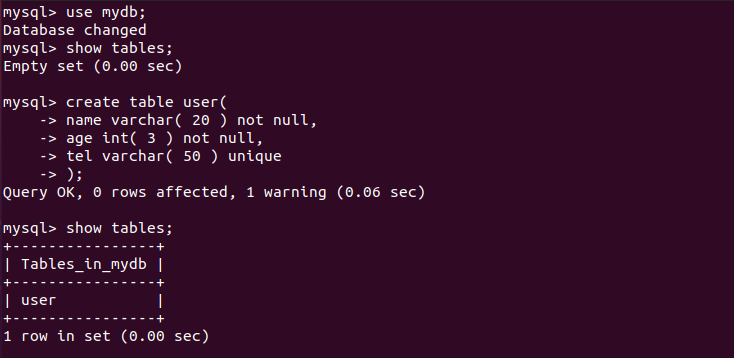 mysql> use mydb;
Database changed
mysql> show tables;
Empty set (0.00 sec)

mysql> create table user(
    -> name varchar( 20 ) not null,
    -> age int( 3 ) not null,
    -> tel varchar( 50 ) unique
    -> );
Query OK, 0 rows affected, 1 warning (0.06 sec)

mysql> show tables;
+----------------+
| Tables_in_mydb |
+----------------+
| user           |
+----------------+
1 row in set (0.00 sec)